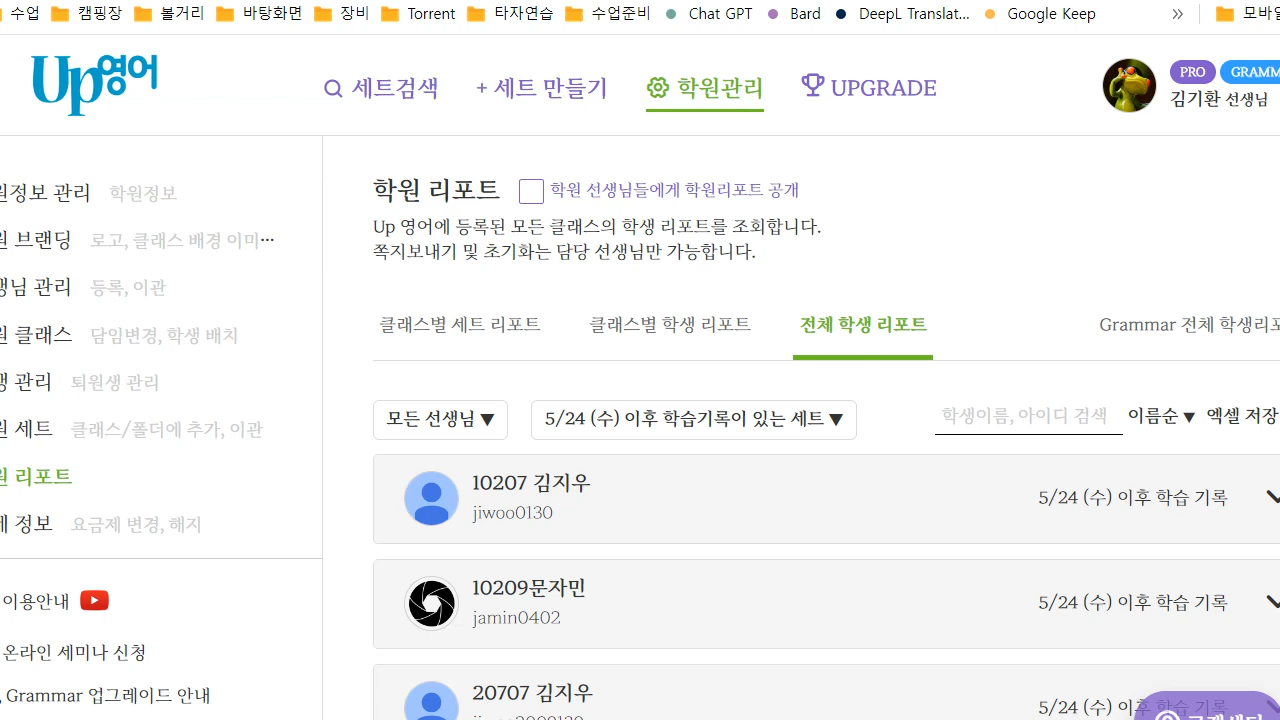 수업 캠핑장 볼거리 바탕화면 장비 Torrent 타자연습 수업준비 Chat GPT Bard DeepL Translat... Google Keep » 모바일
Up영어
세트검색 + 세트 만들기 학원관리 UPGRADE
PRO GRAMM
김기환 선생님
원정보 관리 학원정보
원 브랜딩 로고, 클래스 배경 이미···
생님 관리 등록, 이관
원 클래스 담임변경, 학생 배치
생 관리 퇴원생 관리
원 세트 클래스/폴더에 추가, 이관
원 리포트
제 정보 요금제 변경, 해지
이용안내
온라인 세미나 신청
, Grammar 업그레이드 안내
학원 리포트 학원 선생님들에게 학원리포트 공개
Up 영어에 등록된 모든 클래스의 학생 리포트를 조회합니다.
쪽지보내기 및 초기화는 담당 선생님만 가능합니다.
클래스별 세트 리포트 클래스별 학생 리포트 전체 학생 리포트 Grammar 전체 학생리포
모든 선생님 ▼ 5/24 (수) 이후 학습기록이 있는 세트 ▼ 학생이름, 아이디 검색 이름순 ▼ 엑셀 저장
10207 김지우
jiwoo0130
5/24 (수) 이후 학습 기록
10209문자민
jamin0402
5/24 (수) 이후 학습 기록
20707 김지우
5/24 (수) 이후 학습 기록